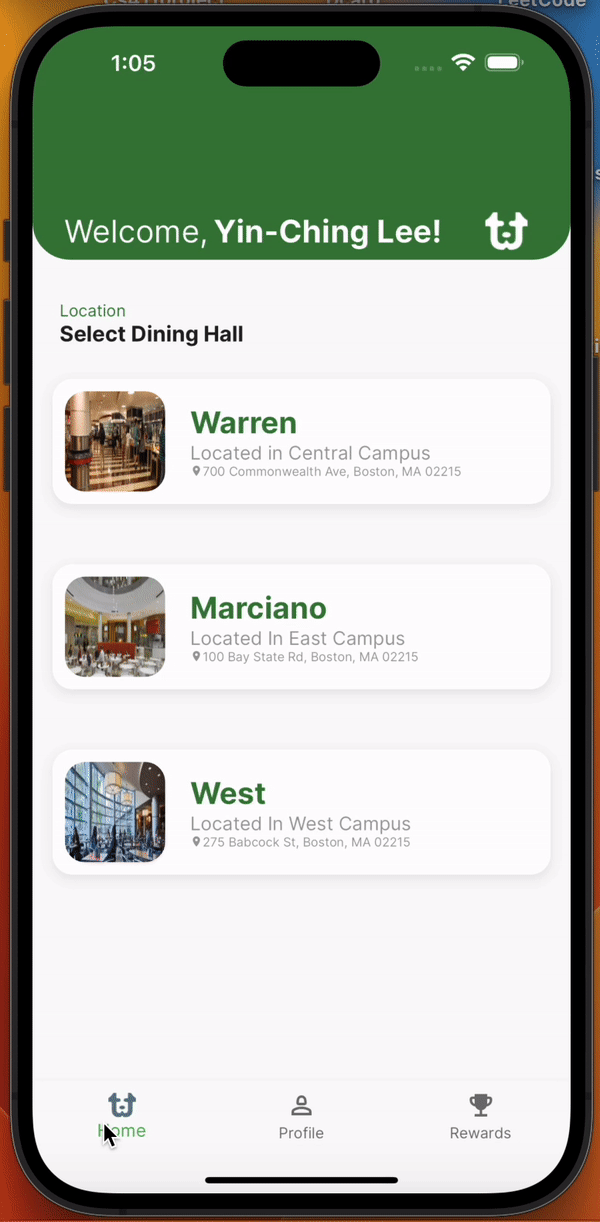 LeetCode
1:05
Welcome, Yin-Ching Lee!
Location
Select Dining Hall
Warren
Located in Central Campus
700 Commonwealth Ave, Boston, MA 02215
Marciano
Located In East Campus
100 Bay State Rd, Boston, MA 02215
West
Located In West Campus
275 Babcock St, Boston, MA 02215
Home
Profile
Rewards